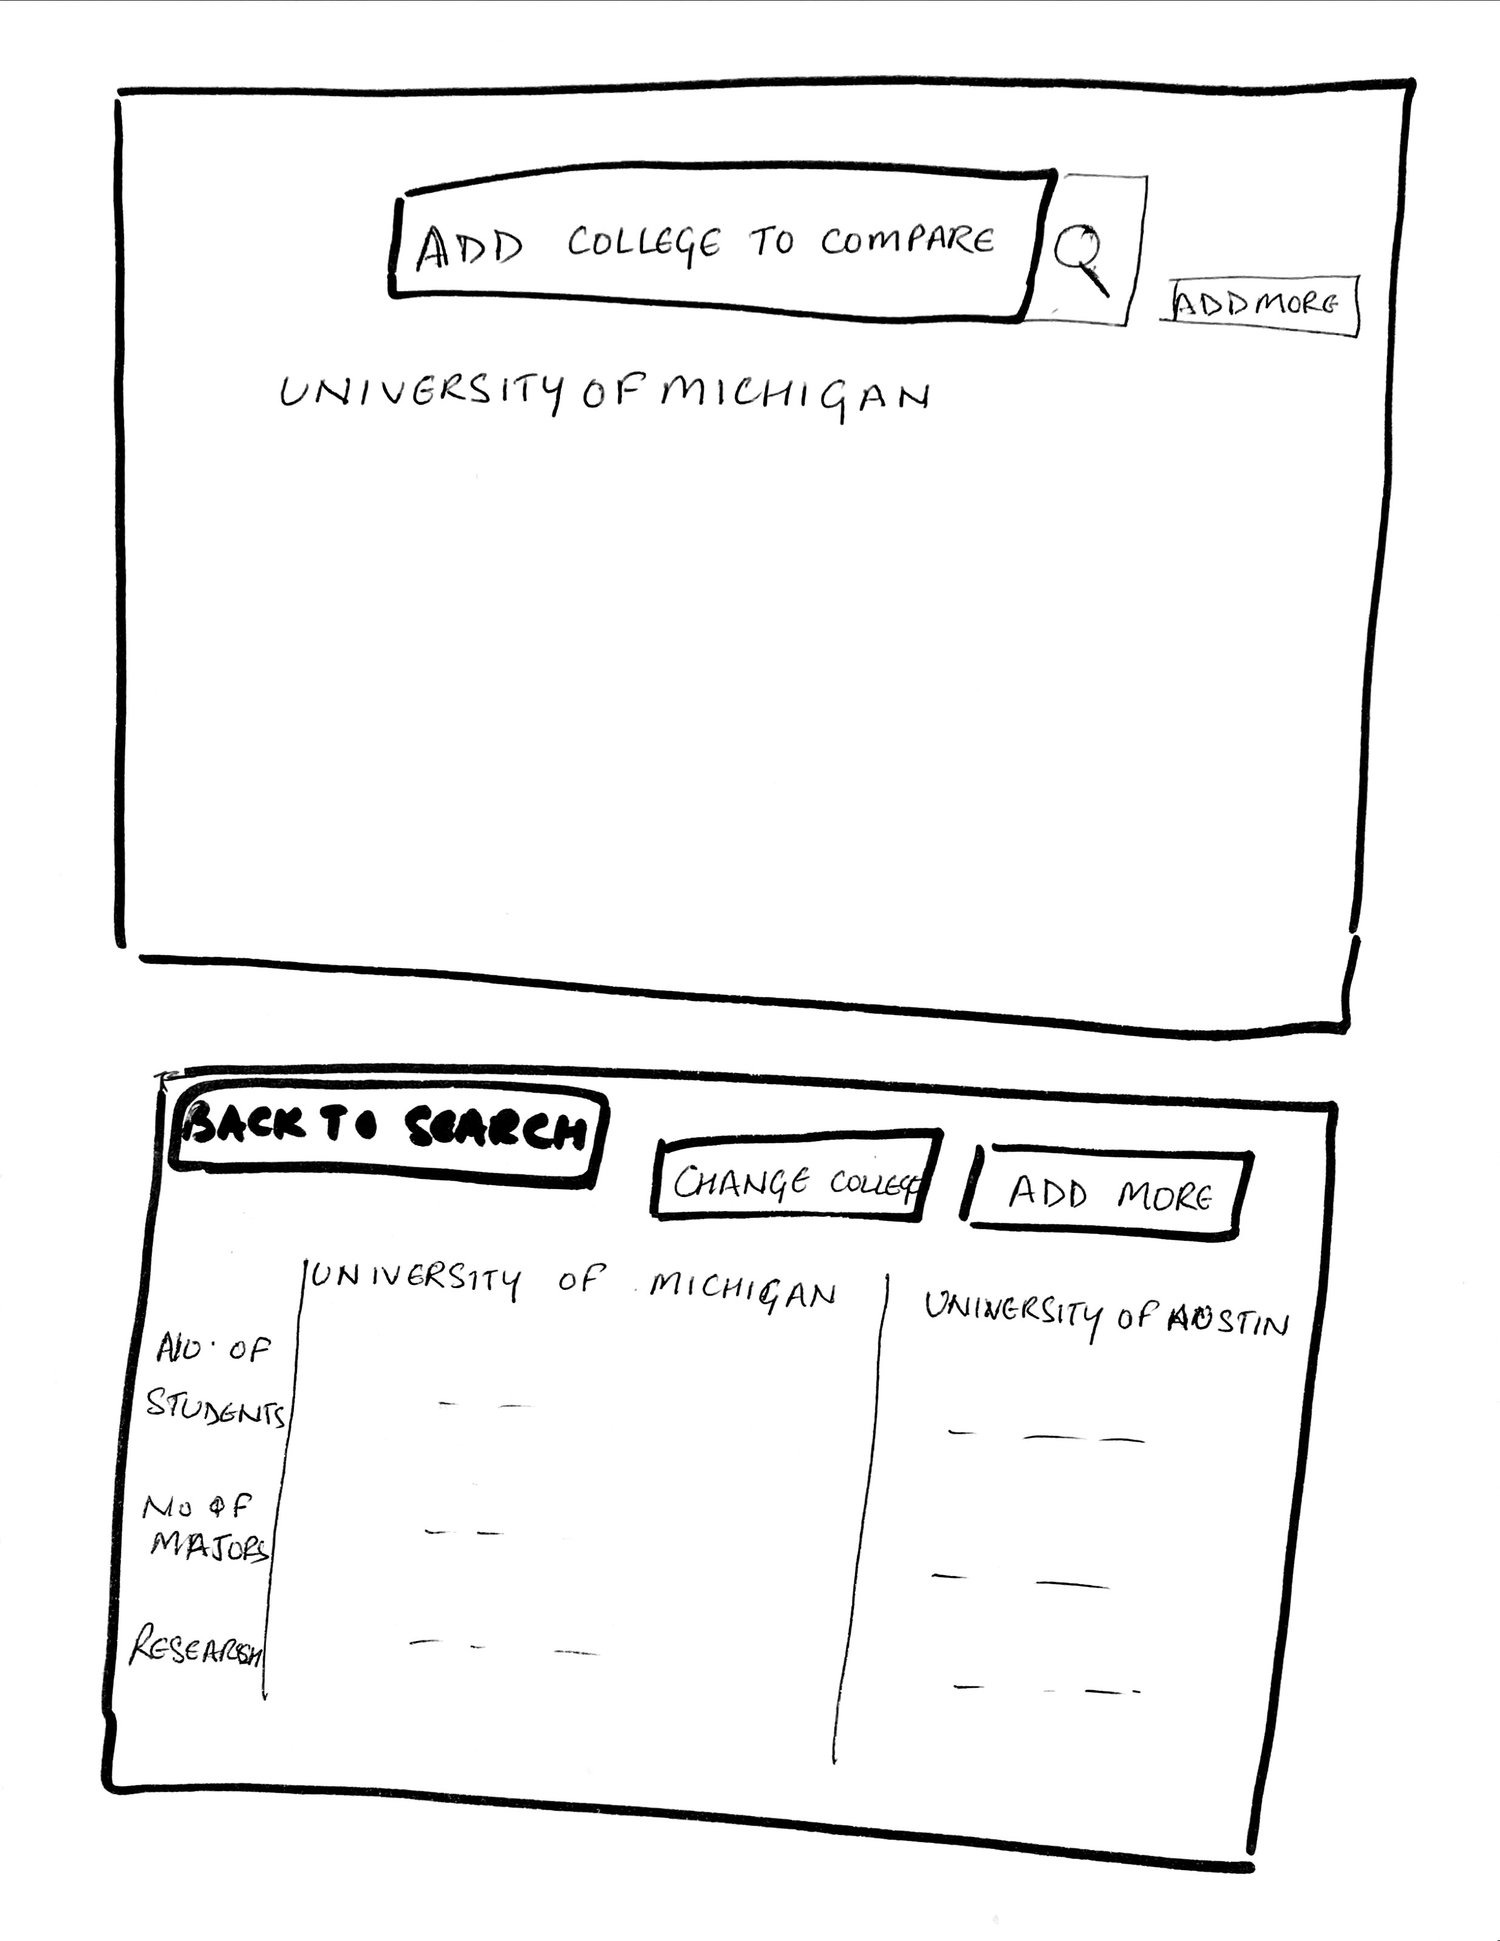 ADD COLLEGE TO COMPARE
ADD MORE
UNIVERSITY OF MICHIGAN
BACK TO SEARCH
CHANGE COLLEGE
ADD MORE
UNIVERSITY OF MICHIGAN
UNIVERSITY OF AUSTIN
NO. OF
STUDENTS
NO OF
MAJORS
RESEARCH